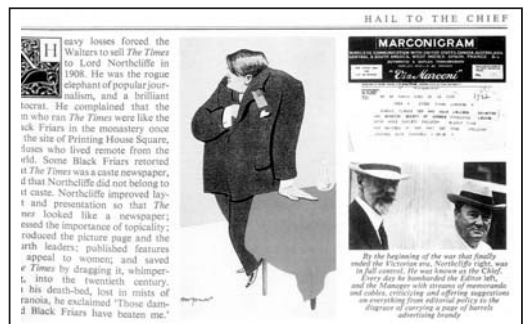 HAIL TO THE CHIEF
Heavy losses forced the
Walters to sell The Times
to Lord Northcliffe in
1908. He was the rogue
elephant of popular jour-
nalism, and a brilliant
tocrat. He complained that the
n who ran The Times were like the
ck Friars in the monastery once
the site of Printing House Square,
luses who lived remote from the
rld. Some Black Friars retorted
t The Times was a caste newspaper,
d that Northcliffe did not belong to
t caste. Northcliffe improved lay-
t and presentation so that The
mes looked like a newspaper;
essed the importance of topicality;
roduced the picture page and the
urth leaders; published features
appeal to women; and saved
e Times by dragging it, whimper-
g, into the twentieth century.
his death-bed, lost in mists of
ranoia, he exclaimed 'Those dam-
d Black Friars have beaten me.'
MARCONIGRAM
"Via Marconi"
By the beginning of the war that finally
ended the Victorian era, Northcliffe right, was
in full control. He was known as the Chief.
Every day he bombarded the Editor left,
and the Manager with streams of memoranda
and cables, criticizing and offering suggestions
on everything from editorial policy to the
disgrace of carrying a page of barrels
advertising brandy